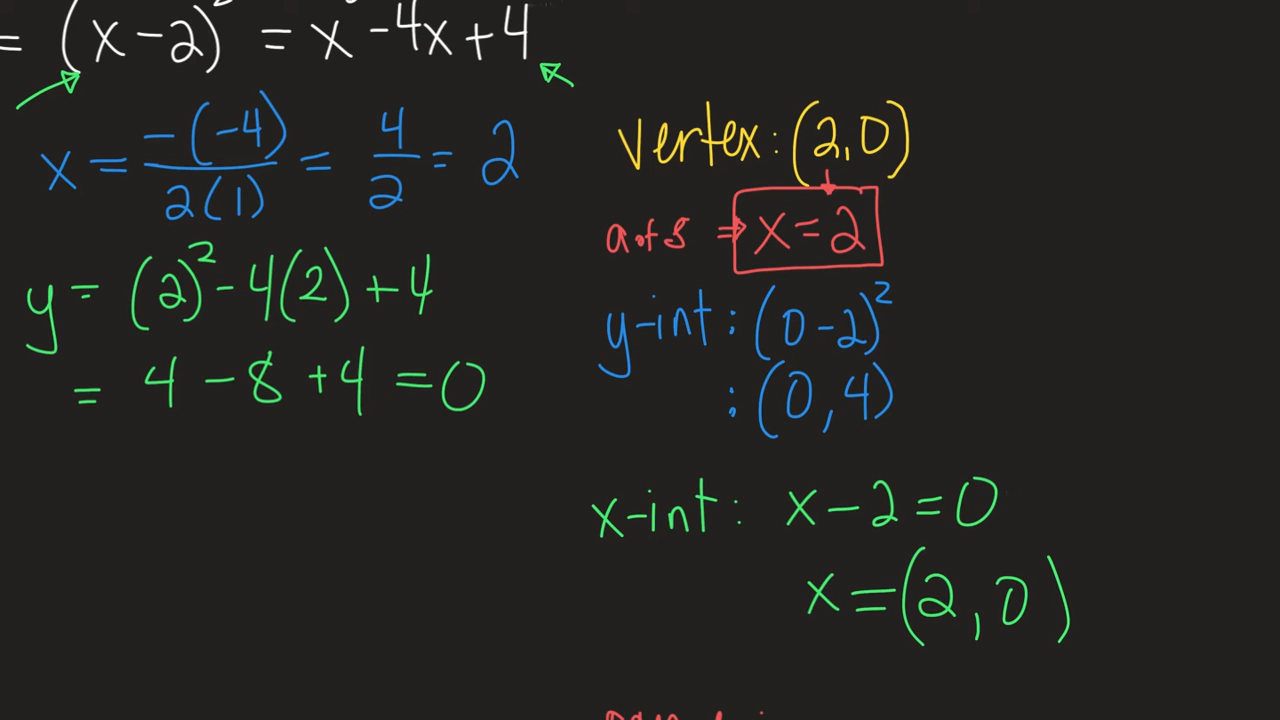 = (x-2)² = x² -4x+4
x = -(-4)/2(1) = 4/2 = 2
y = (2)² - 4(2) + 4
= 4 - 8 + 4 = 0
vertex: (2,0)
a of s ⇒ x = 2
y-int: (0-2)²
: (0,4)
x-int: x - 2 = 0
x = (2,0)